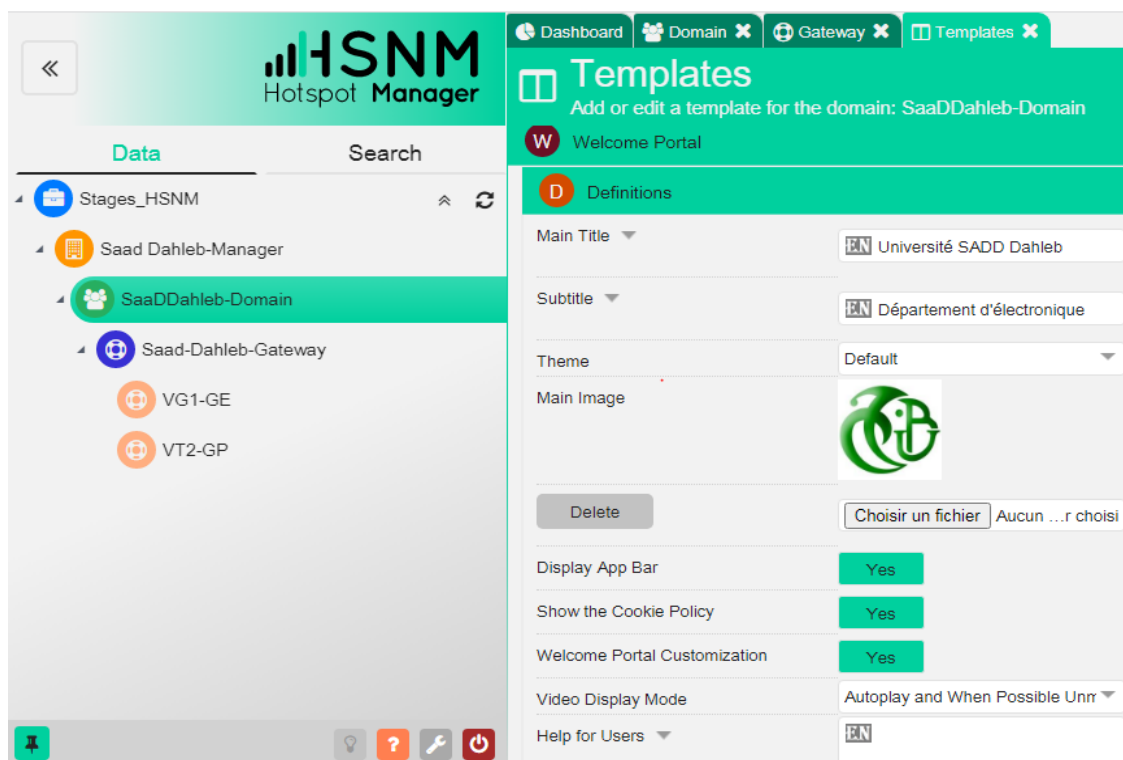 HSNM
Hotspot Manager
Data Search
Stages_HSNM
Saad Dahleb-Manager
SaaDDahleb-Domain
Saad-Dahleb-Gateway
VG1-GE
VT2-GP
?
Dashboard Domain Gateway Templates
Templates
Add or edit a template for the domain: SaaDDahleb-Domain
W Welcome Portal
D Definitions
Main Title EN Université SADD Dahleb
Subtitle EN Département d'électronique
Theme Default
Main Image
Delete Choisir un fichier Aucun …r choisi
Display App Bar Yes
Show the Cookie Policy Yes
Welcome Portal Customization Yes
Video Display Mode Autoplay and When Possible Unm
Help for Users EN